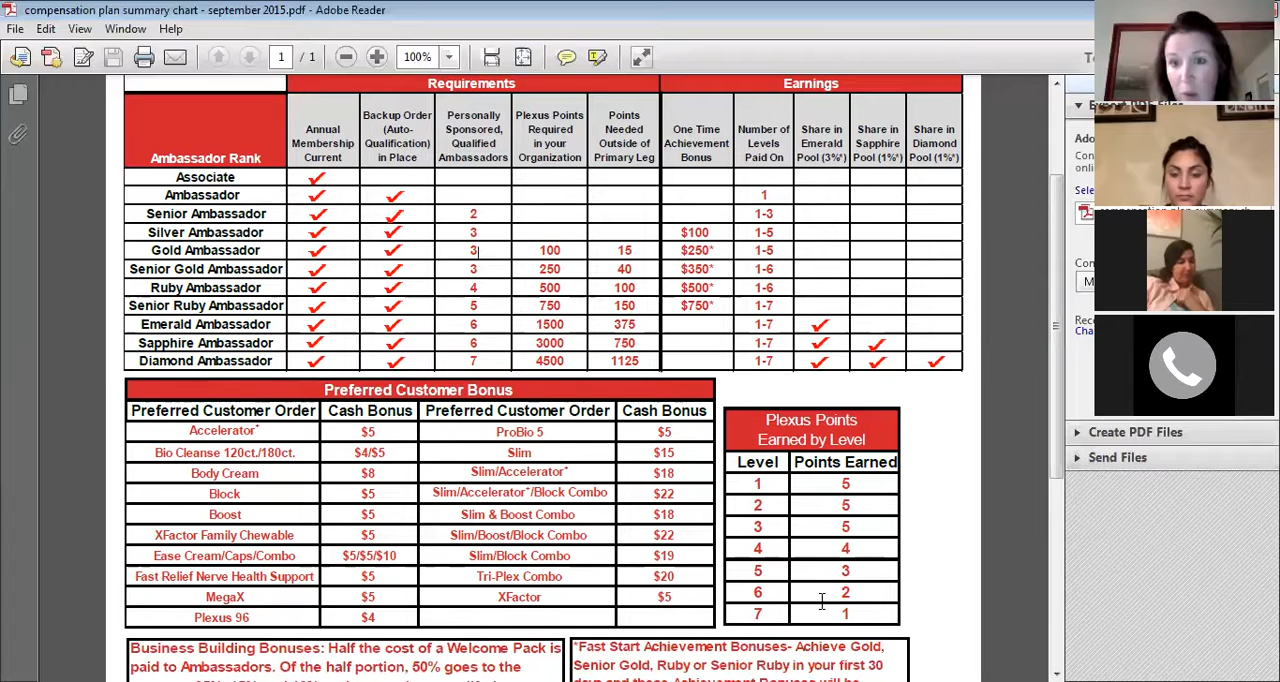 compensation plan summary chart - september 2015.pdf - Adobe Reader
File Edit View Window Help
1 / 1 100%
Requirements Earnings
Ambassador Rank Annual Membership Current Backup Order (Auto-Qualification) in Place Personally Sponsored, Qualified Ambassadors Plexus Points Required in your Organization Points Needed Outside of Primary Leg One Time Achievement Bonus Number of Levels Paid On Share in Emerald Pool (3%*) Share in Sapphire Pool (1%*) Share in Diamond Pool (1%*)
Associate ✓
Ambassador ✓ ✓ 1
Senior Ambassador ✓ ✓ 2 1-3
Silver Ambassador ✓ ✓ 3 $100 1-5
Gold Ambassador ✓ ✓ 3 100 15 $250* 1-5
Senior Gold Ambassador ✓ ✓ 3 250 40 $350* 1-6
Ruby Ambassador ✓ ✓ 4 500 100 $500* 1-6
Senior Ruby Ambassador ✓ ✓ 5 750 150 $750* 1-7
Emerald Ambassador ✓ ✓ 6 1500 375 1-7 ✓
Sapphire Ambassador ✓ ✓ 6 3000 750 1-7 ✓ ✓
Diamond Ambassador ✓ ✓ 7 4500 1125 1-7 ✓ ✓ ✓
Preferred Customer Bonus
Preferred Customer Order Cash Bonus Preferred Customer Order Cash Bonus
Accelerator+ $5 ProBio 5 $5
Bio Cleanse 120ct./180ct. $4/$5 Slim $15
Body Cream $8 Slim/Accelerator+ $18
Block $5 Slim/Accelerator+/Block Combo $22
Boost $5 Slim & Boost Combo $18
XFactor Family Chewable $5 Slim/Boost/Block Combo $22
Ease Cream/Caps/Combo $5/$5/$10 Slim/Block Combo $19
Fast Relief Nerve Health Support $5 Tri-Plex Combo $20
MegaX $5 XFactor $5
Plexus 96 $4
Plexus Points
Earned by Level
Level Points Earned
1 5
2 5
3 5
4 4
5 3
6 2
7 1
Business Building Bonuses: Half the cost of a Welcome Pack is
paid to Ambassadors. Of the half portion, 50% goes to the
*Fast Start Achievement Bonuses- Achieve Gold,
Senior Gold, Ruby or Senior Ruby in your first 30
Create PDF Files
Send Files